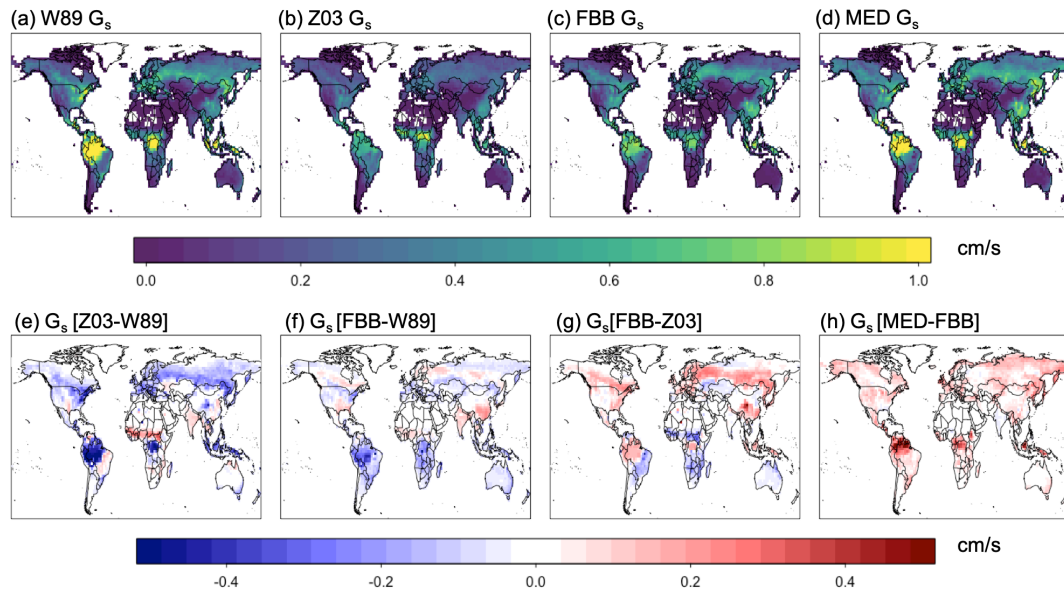 (a) W89 Gₛ
(b) Z03 Gₛ
(c) FBB Gₛ
(d) MED Gₛ
0.0 0.2 0.4 0.6 0.8 1.0
cm/s
(e) Gₛ [Z03-W89]
(f) Gₛ [FBB-W89]
(g) Gₛ[FBB-Z03]
(h) Gₛ [MED-FBB]
-0.4 -0.2 0.0 0.2 0.4
cm/s